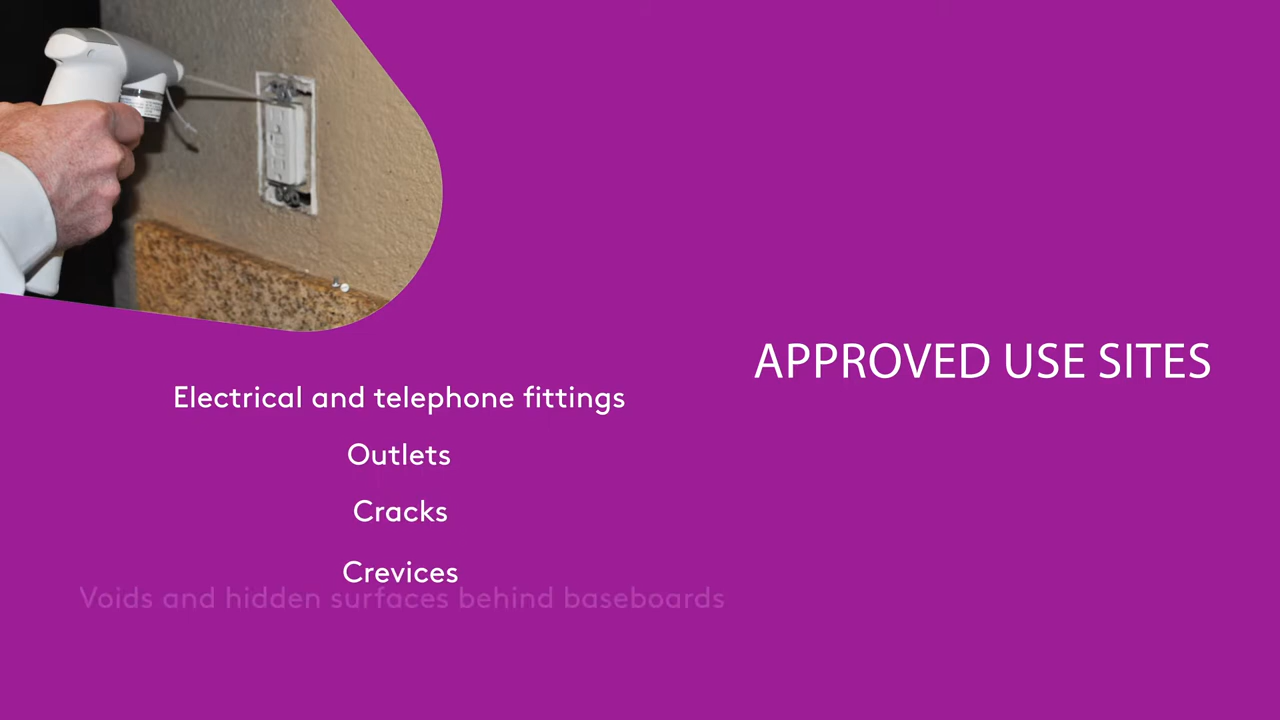 APPROVED USE SITES
Electrical and telephone fittings
Outlets
Cracks
Crevices
Voids and hidden surfaces behind baseboards